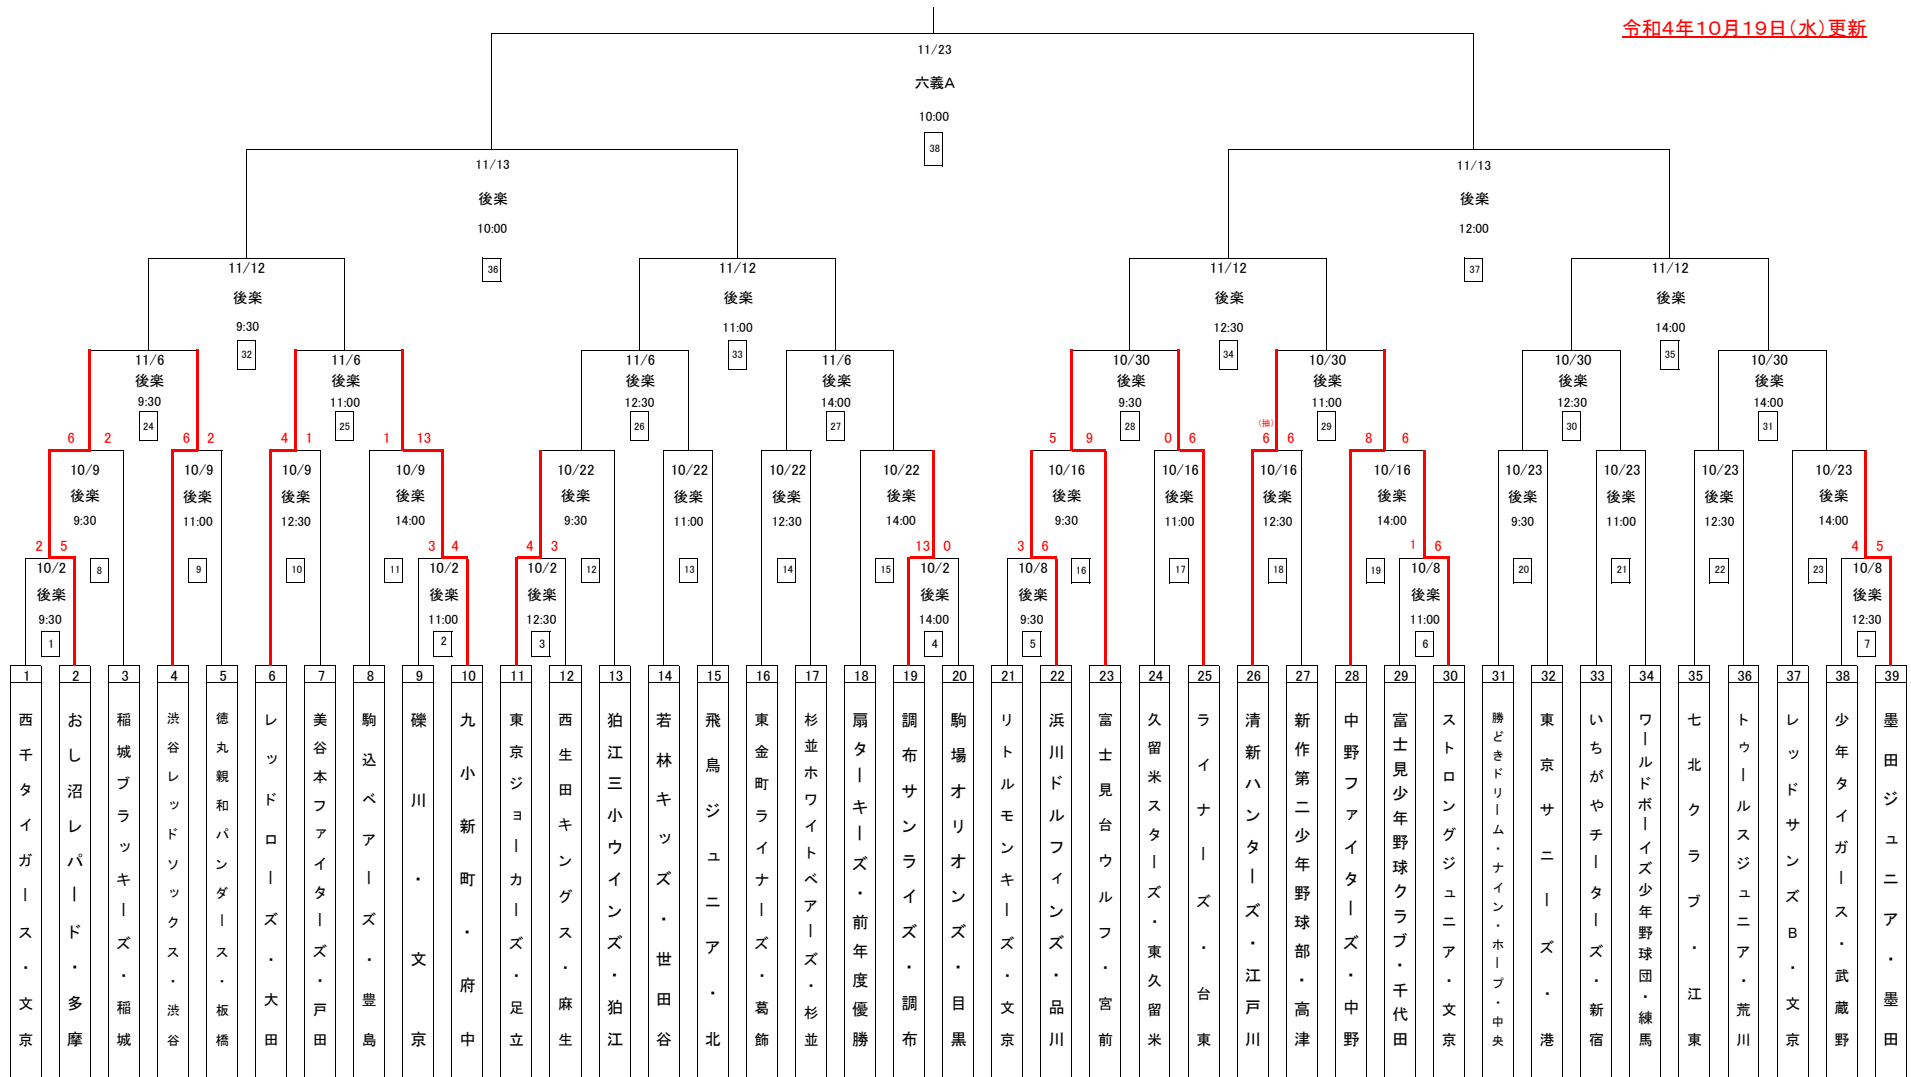 令和4年10月19日(水)更新
11/23
六義A
10:00
38
11/13
後楽
10:00
36
11/13
後楽
12:00
37
11/12
後楽
9:30
32
11/12
後楽
11:00
33
11/12
後楽
12:30
34
11/12
後楽
14:00
35
11/6
後楽
9:30
24
11/6
後楽
11:00
25
11/6
後楽
12:30
26
11/6
後楽
14:00
27
10/30
後楽
9:30
28
10/30
後楽
11:00
29
10/30
後楽
12:30
30
10/30
後楽
14:00
31
6 2
10/9
後楽
9:30
8
6 2
10/9
後楽
11:00
9
4 1
10/9
後楽
12:30
10
1 13
10/9
後楽
14:00
11
10/22
後楽
9:30
12
10/22
後楽
11:00
13
10/22
後楽
12:30
14
10/22
後楽
14:00
15
5 9
10/16
後楽
9:30
16
0 6
10/16
後楽
11:00
17
(抽)
6 6
10/16
後楽
12:30
18
8 6
10/16
後楽
14:00
19
10/23
後楽
9:30
20
10/23
後楽
11:00
21
10/23
後楽
12:30
22
10/23
後楽
14:00
23
2 5
10/2
後楽
9:30
1
3 4
10/2
後楽
11:00
2
4 3
10/2
後楽
12:30
3
13 0
10/2
後楽
14:00
4
3 6
10/8
後楽
9:30
5
1 6
10/8
後楽
11:00
6
4 5
10/8
後楽
12:30
7
1
西千タイガース・文京
2
おし沼レパード・多摩
3
稲城ブラッキーズ・稲城
4
渋谷レッドソックス・渋谷
5
徳丸親和パンダース・板橋
6
レッドローズ・大田
7
美谷本ファイターズ・戸田
8
駒込ベアーズ・豊島
9
礫川・文京
10
九小新町・府中
11
東京ジョーカーズ・足立
12
西生田キングス・麻生
13
狛江三小ウインズ・狛江
14
若林キッズ・世田谷
15
飛鳥ジュニア・北
16
東金町ライナーズ・葛飾
17
杉並ホワイトベアーズ・杉並
18
扇ターキーズ・前年度優勝
19
調布サンライズ・調布
20
駒場オリオンズ・目黒
21
リトルモンキーズ・文京
22
浜川ドルフィンズ・品川
23
富士見台ウルフ・宮前
24
久留米スターズ・東久留米
25
ライナーズ・台東
26
清新ハンターズ・江戸川
27
新作第二少年野球部・高津
28
中野ファイターズ・中野
29
富士見少年野球クラブ・千代田
30
ストロングジュニア・文京
31
勝どきドリーム・ナイン・ホープ・中央
32
東京サニーズ・港
33
いちがやチーターズ・新宿
34
ワールドボーイズ少年野球団・練馬
35
七北クラブ・江東
36
トゥールスジュニア・荒川
37
レッドサンズB・文京
38
少年タイガース・武蔵野
39
墨田ジュニア・墨田